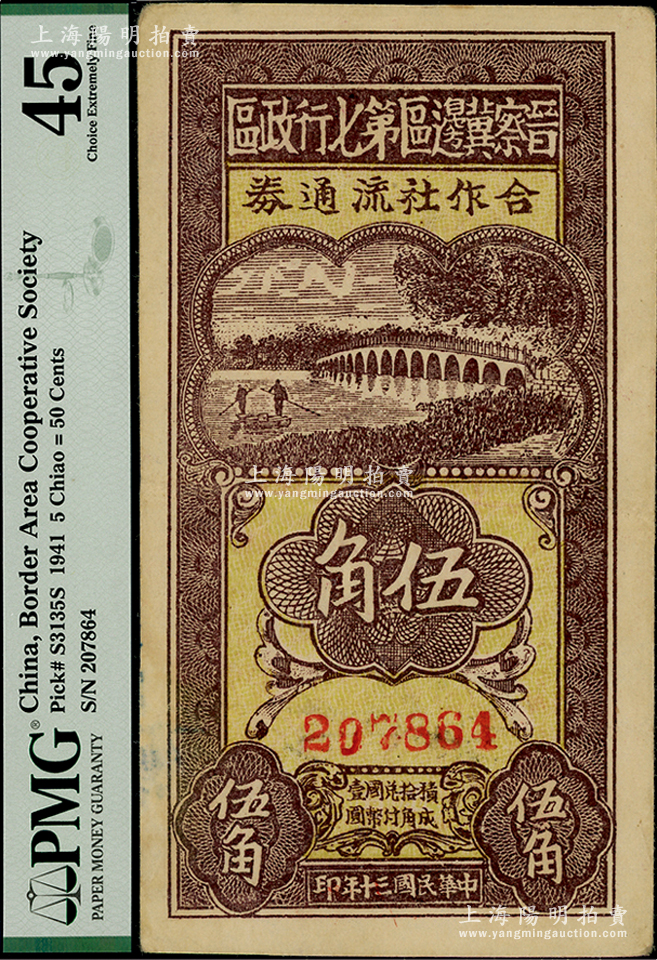 上海陽明拍賣
www.yangmingauction.com
45
Choice Extremely Fine
China, Border Area Cooperative Society
Pick# S3135S 1941 5 Chiao = 50 Cents
S/N 207864
PMG®
PAPER MONEY GUARANTY
晉察冀邊區第七行政區
合作社流通券
上海陽明拍賣
www.yangmingauction.com
伍角
207864
積成
拾角
兌付
國幣
壹圓
伍角
伍角
中華民國三十年印
上海陽明拍賣
www.yangmingauction.com